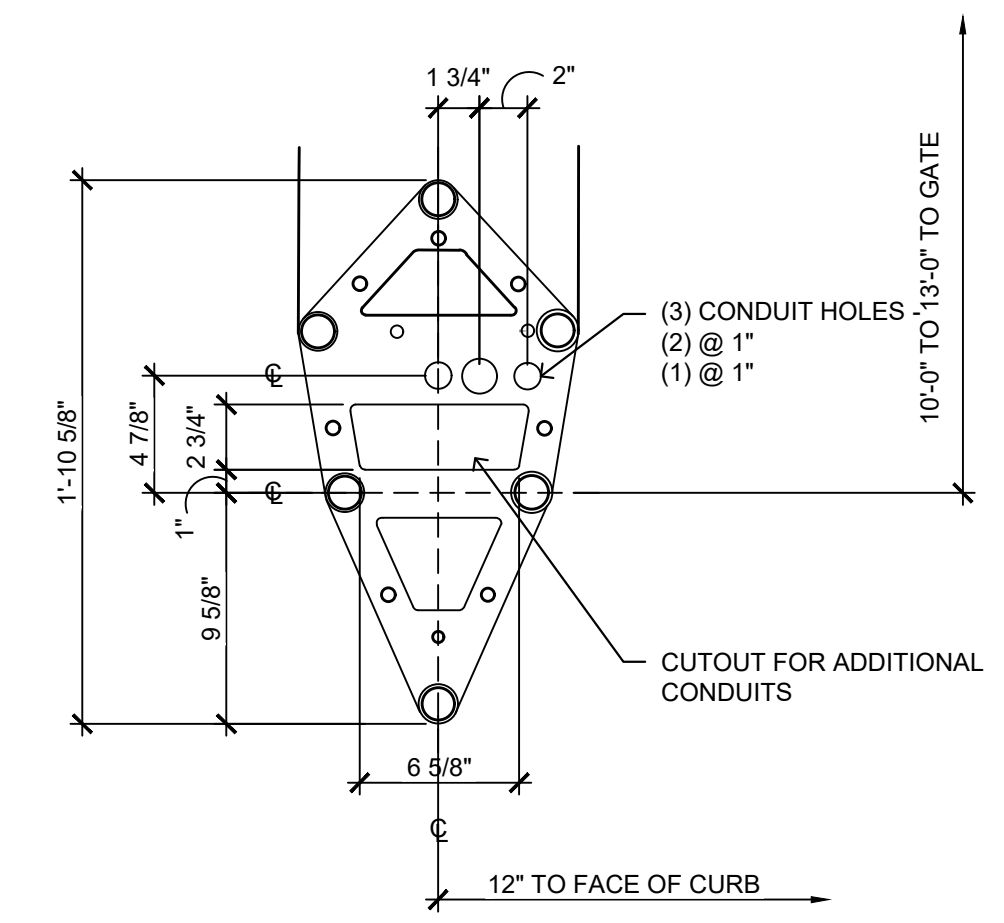 1 3/4"
2"
10'-0" TO 13'-0" TO GATE
(3) CONDUIT HOLES -
(2) @ 1"
(1) @ 1"
℄
1'-10 5/8"
4 7/8"
2 3/4"
℄
1"
9 5/8"
CUTOUT FOR ADDITIONAL
CONDUITS
6 5/8"
℄
12" TO FACE OF CURB